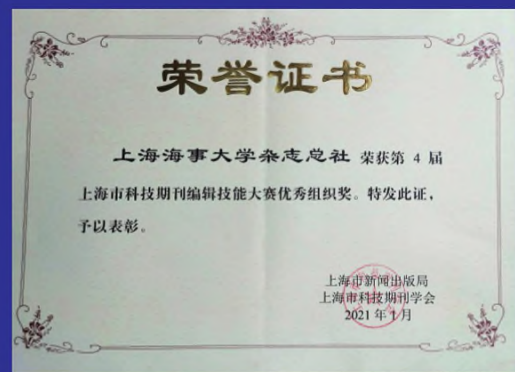 荣誉证书
上海海事大学杂志总社 荣获第 4 届
上海市科技期刊编辑技能大赛优秀组织奖。特发此证，
予以表彰。
上海市新闻出版局
上海市科技期刊学会
2021 年 1 月